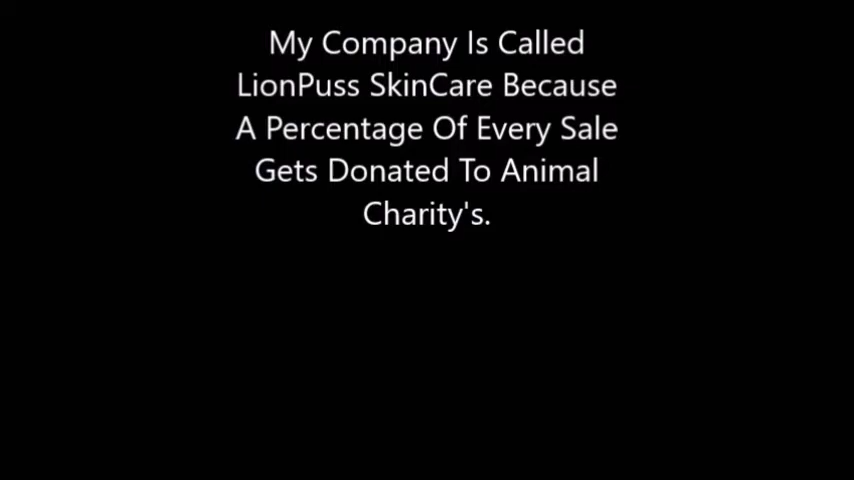 My Company Is Called
LionPuss SkinCare Because
A Percentage Of Every Sale
Gets Donated To Animal
Charity's.